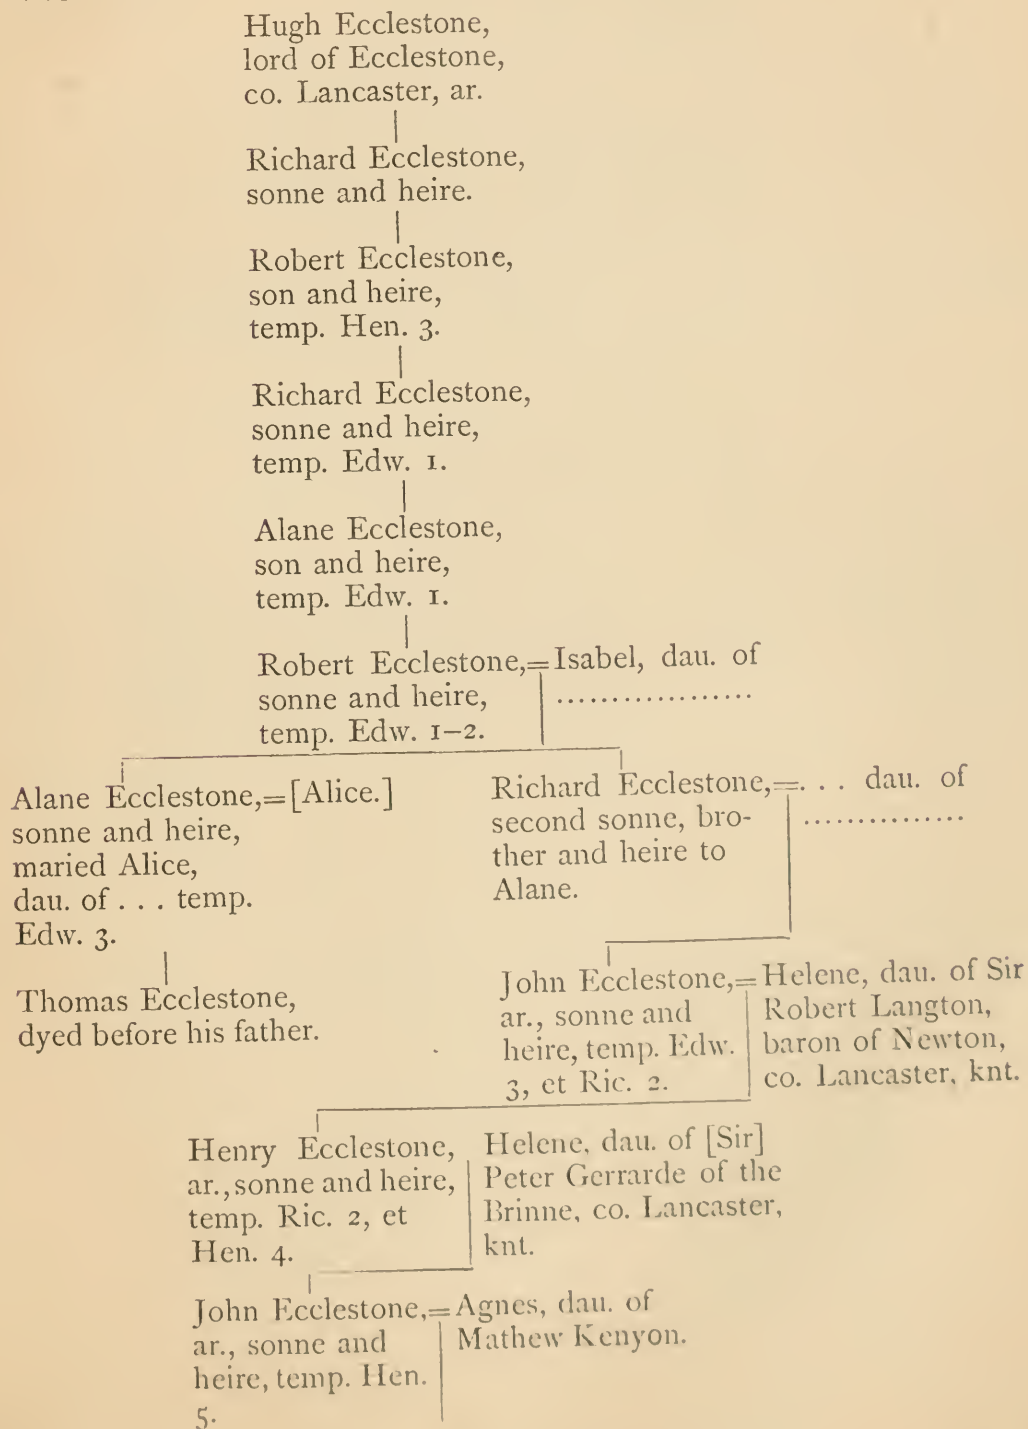 Hugh Ecclestone,
lord of Ecclestone,
co. Lancaster, ar.
Richard Ecclestone,
sonne and heire.
Robert Ecclestone,
son and heire,
temp. Hen. 3.
Richard Ecclestone,
sonne and heire,
temp. Edw. 1.
Alane Ecclestone,
son and heire,
temp. Edw. 1.
Robert Ecclestone,=
sonne and heire,
temp. Edw. 1–2.
Isabel, dau. of
..................
Alane Ecclestone,=[Alice.]
sonne and heire,
maried Alice,
dau. of . . . temp.
Edw. 3.
Richard Ecclestone,=
second sonne, bro-
ther and heire to
Alane.
. . . dau. of
...............
Thomas Ecclestone,
dyed before his father.
John Ecclestone,=
ar., sonne and
heire, temp. Edw.
3, et Ric. 2.
Helene, dau. of Sir
Robert Langton,
baron of Newton,
co. Lancaster, knt.
Henry Ecclestone,
ar., sonne and heire,
temp. Ric. 2, et
Hen. 4.
Helene, dau. of [Sir]
Peter Gerrarde of the
Brinne, co. Lancaster,
knt.
John Ecclestone,=
ar., sonne and
heire, temp. Hen.
5.
Agnes, dau. of
Mathew Kenyon.